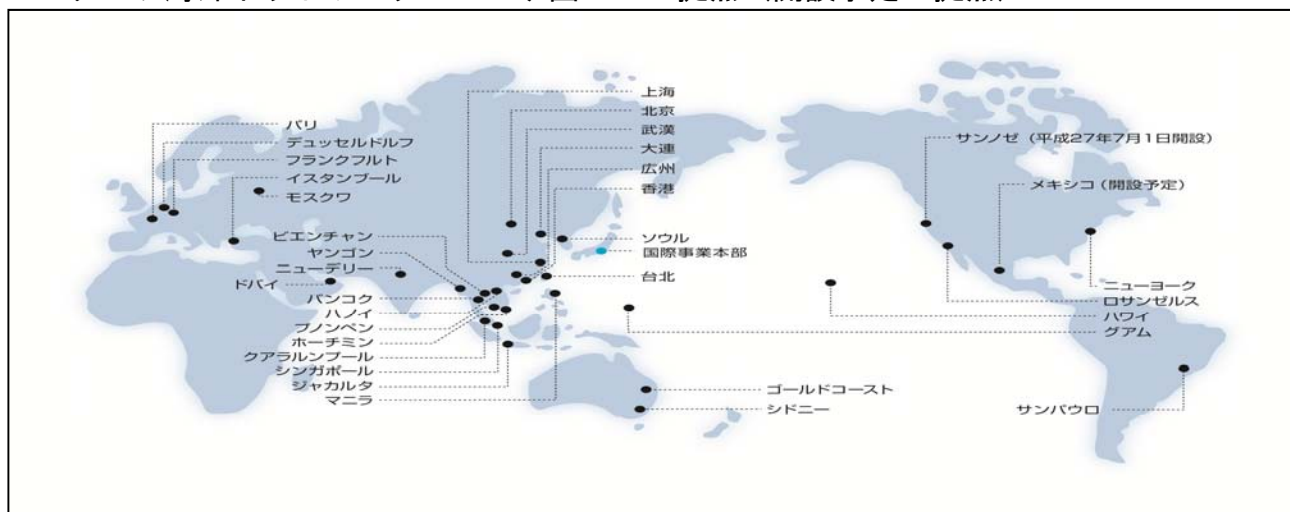 パリ
デュッセルドルフ
フランクフルト
イスタンブール
モスクワ
ビエンチャン
ヤンゴン
ニューデリー
ドバイ
バンコク
ハノイ
プノンペン
ホーチミン
クアラルンプール
シンガポール
ジャカルタ
マニラ
上海
北京
武漢
大連
広州
香港
ソウル
国際事業本部
台北
ゴールドコースト
シドニー
サンノゼ（平成27年7月1日開設）
メキシコ（開設予定）
ニューヨーク
ロサンゼルス
ハワイ
グアム
サンパウロ